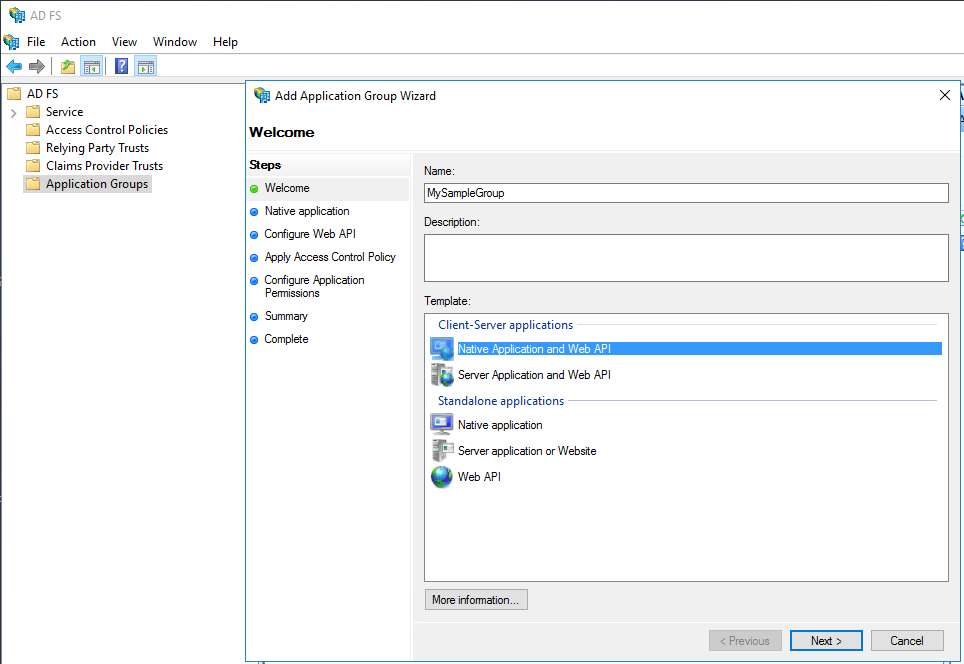 AD FS
File Action View Window Help
AD FS
Service
Access Control Policies
Relying Party Trusts
Claims Provider Trusts
Application Groups
Add Application Group Wizard
Welcome
Steps
Welcome
Native application
Configure Web API
Apply Access Control Policy
Configure Application
Permissions
Summary
Complete
Name:
MySampleGroup
Description:
Template:
Client-Server applications
Native Application and Web API
Server Application and Web API
Standalone applications
Native application
Server application or Website
Web API
More information...
< Previous
Next >
Cancel